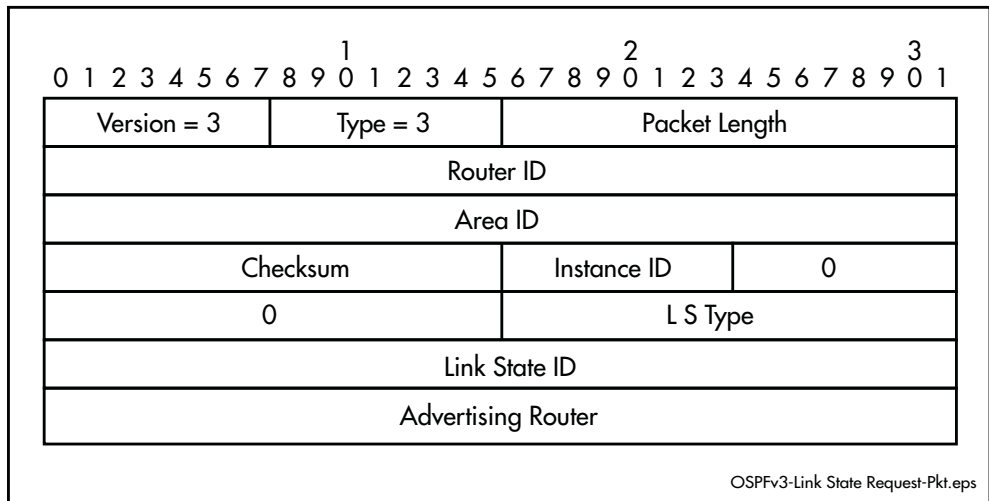 1 2 3
0 1 2 3 4 5 6 7 8 9 0 1 2 3 4 5 6 7 8 9 0 1 2 3 4 5 6 7 8 9 0 1
Version = 3 Type = 3 Packet Length
Router ID
Area ID
Checksum Instance ID 0
0 L S Type
Link State ID
Advertising Router
OSPFv3-Link State Request-Pkt.eps